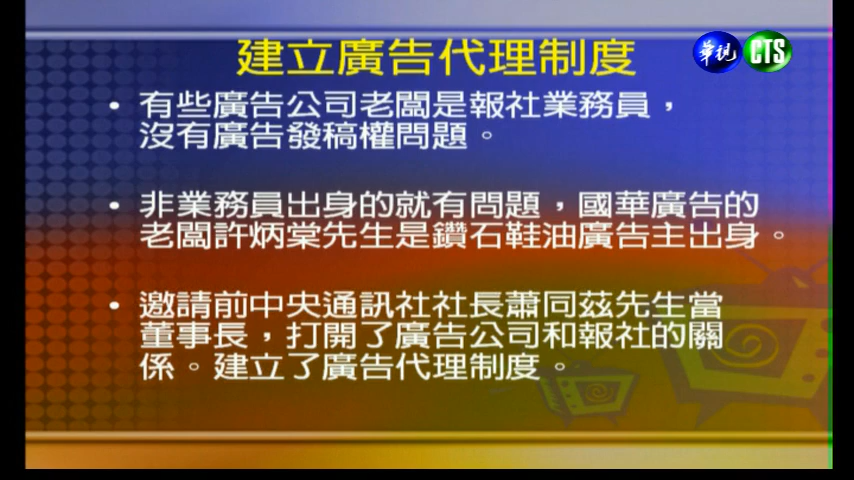 建立廣告代理制度
華視 CTS
• 有些廣告公司老闆是報社業務員，
沒有廣告發稿權問題。
• 非業務員出身的就有問題，國華廣告的
老闆許炳棠先生是鑽石鞋油廣告主出身。
• 邀請前中央通訊社社長蕭同茲先生當
董事長，打開了廣告公司和報社的關
係。建立了廣告代理制度。